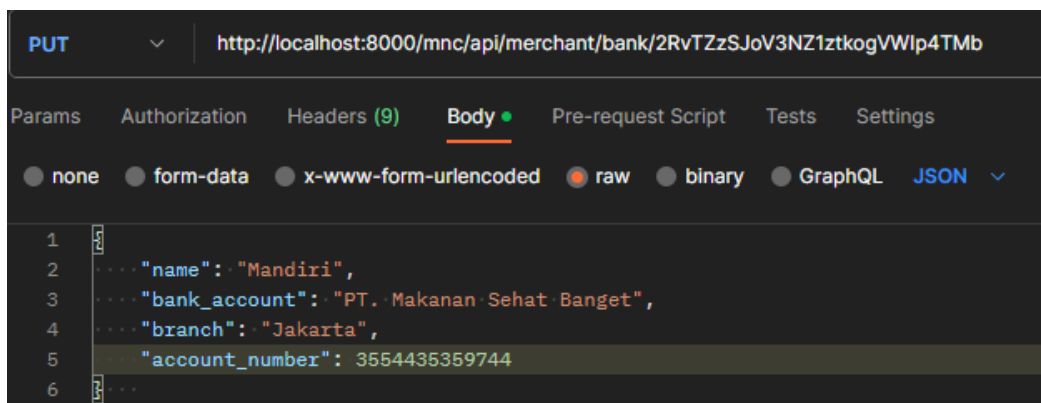 PUT http://localhost:8000/mnc/api/merchant/bank/2RvTZzSJoV3NZ1ztkogVWIp4TMb
Params Authorization Headers (9) Body Pre-request Script Tests Settings
none form-data x-www-form-urlencoded raw binary GraphQL JSON
1 {
2 "name": "Mandiri",
3 "bank_account": "PT. Makanan Sehat Banget",
4 "branch": "Jakarta",
5 "account_number": 3554435359744
6 }